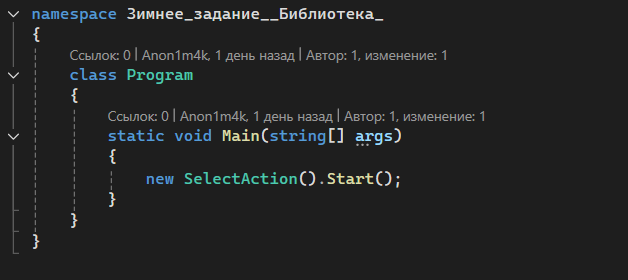 namespace Зимнее_задание__Библиотека_
{
Ссылок: 0 | Anon1m4k, 1 день назад | Автор: 1, изменение: 1
class Program
{
Ссылок: 0 | Anon1m4k, 1 день назад | Автор: 1, изменение: 1
static void Main(string[] args)
{
new SelectAction().Start();
}
}
}